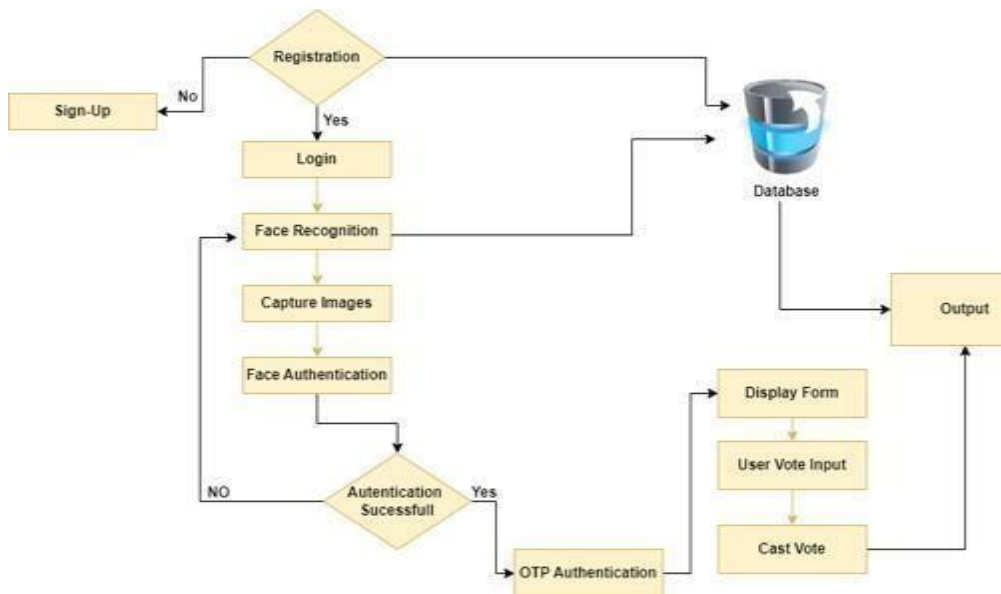 Registration
No
Sign-Up
Yes
Login
Database
Face Recognition
Capture Images
Output
Face Authentication
Display Form
User Vote Input
NO
Autentication
Sucessfull
Yes
Cast Vote
OTP Authentication